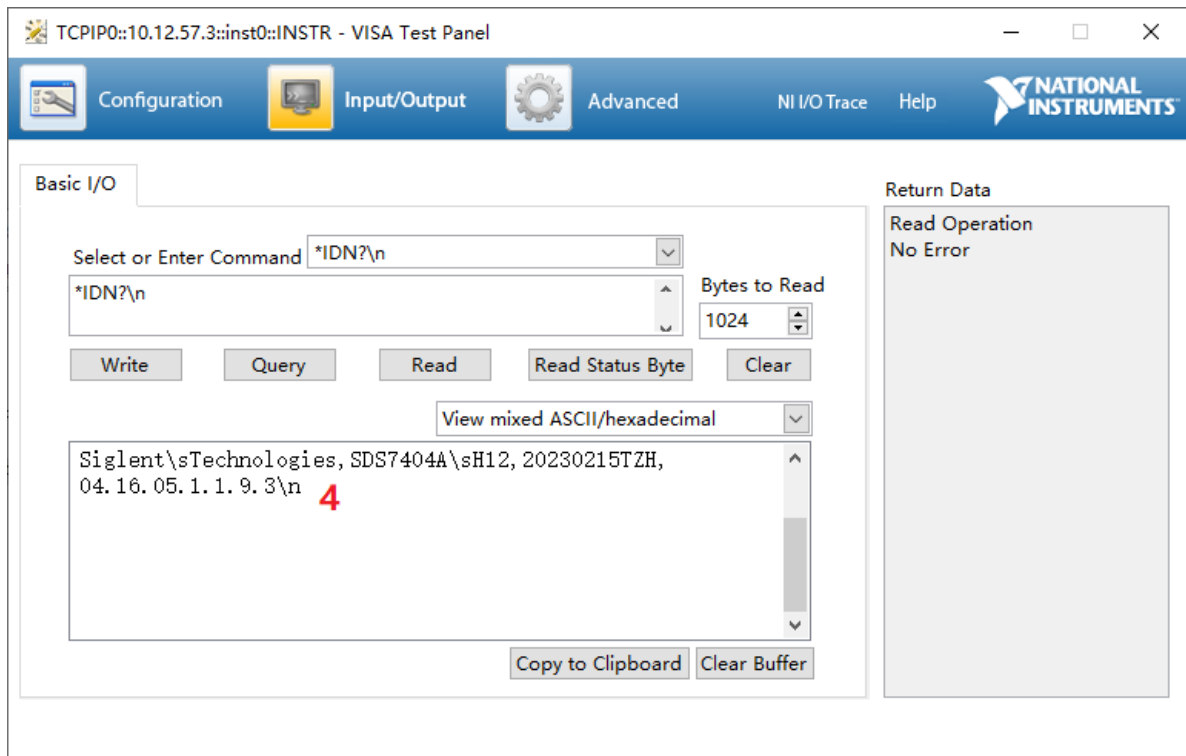 TCPIP0::10.12.57.3::inst0::INSTR - VISA Test Panel
Configuration
Input/Output
Advanced
NI I/O Trace
Help
NATIONAL
INSTRUMENTS
Basic I/O
Return Data
Read Operation
No Error
Select or Enter Command
*IDN?\n
*IDN?\n
Bytes to Read
1024
Write
Query
Read
Read Status Byte
Clear
View mixed ASCII/hexadecimal
Siglent\sTechnologies,SDS7404A\sH12,20230215TZH,
04.16.05.1.1.9.3\n
4
Copy to Clipboard
Clear Buffer